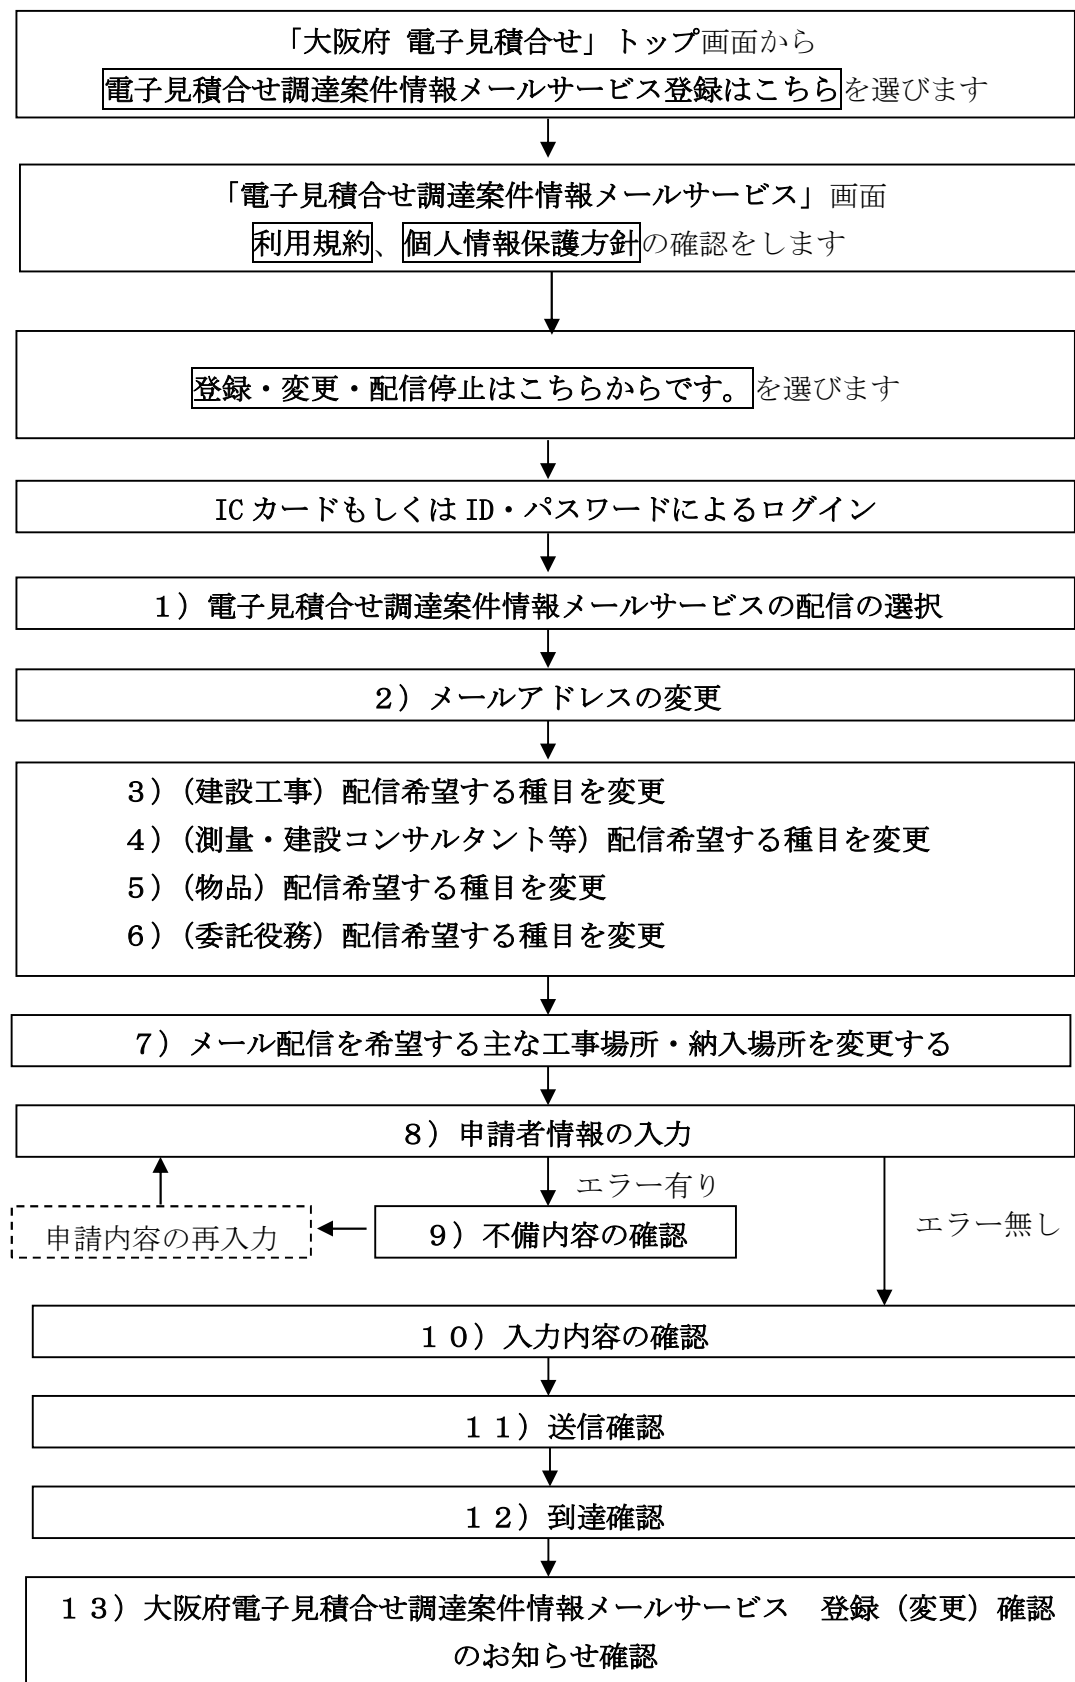 「大阪府 電子見積合せ」トップ画面から
電子見積合せ調達案件情報メールサービス登録はこちらを選びます
「電子見積合せ調達案件情報メールサービス」画面
利用規約、個人情報保護方針の確認をします
登録・変更・配信停止はこちらからです。を選びます
ICカードもしくはID・パスワードによるログイン
１）電子見積合せ調達案件情報メールサービスの配信の選択
２）メールアドレスの変更
３）（建設工事）配信希望する種目を変更
４）（測量・建設コンサルタント等）配信希望する種目を変更
５）（物品）配信希望する種目を変更
６）（委託役務）配信希望する種目を変更
７）メール配信を希望する主な工事場所・納入場所を変更する
８）申請者情報の入力
エラー有り
エラー無し
申請内容の再入力
９）不備内容の確認
１０）入力内容の確認
１１）送信確認
１２）到達確認
１３）大阪府電子見積合せ調達案件情報メールサービス　登録（変更）確認
のお知らせ確認